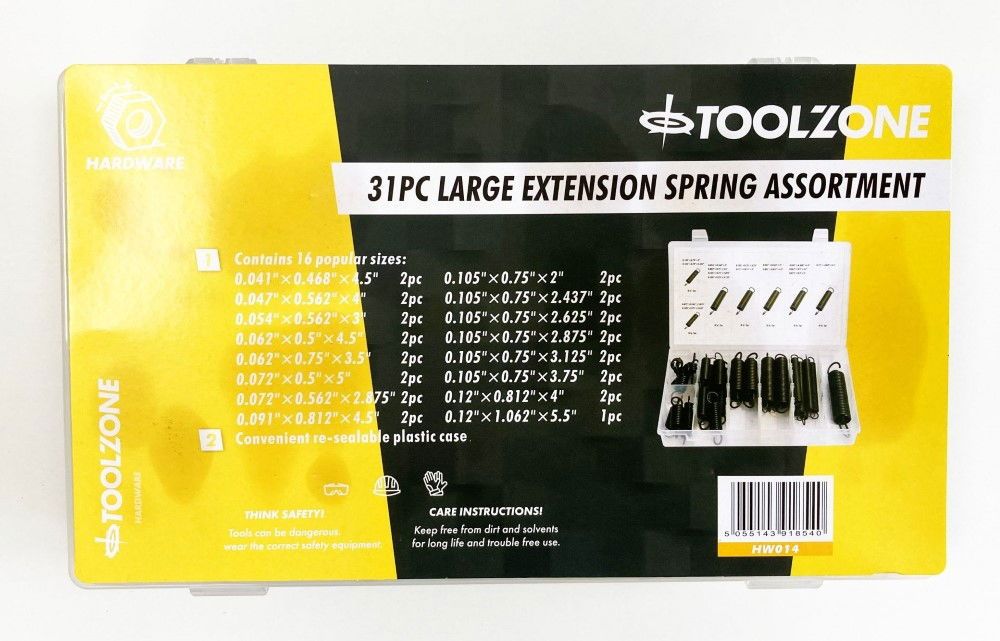 HARDWARE
TOOLZONE
31PC LARGE EXTENSION SPRING ASSORTMENT
1 Contains 16 popular sizes:
0.041"×0.468"×4.5" 2pc 0.105"×0.75"×2" 2pc
0.047"×0.562"×4" 2pc 0.105"×0.75"×2.437" 2pc
0.054"×0.562"×3" 2pc 0.105"×0.75"×2.625" 2pc
0.062"×0.5"×4.5" 2pc 0.105"×0.75"×2.875" 2pc
0.062"×0.75"×3.5" 2pc 0.105"×0.75"×3.125" 2pc
0.072"×0.5"×5" 2pc 0.105"×0.75"×3.75" 2pc
0.072"×0.562"×2.875" 2pc 0.12"×0.812"×4" 2pc
0.091"×0.812"×4.5" 2pc 0.12"×1.062"×5.5" 1pc
2 Convenient re-sealable plastic case
TOOLZONE
HARDWARE
THINK SAFETY!
Tools can be dangerous.
wear the correct safety equipment.
CARE INSTRUCTIONS!
Keep free from dirt and solvents
for long life and trouble free use.
5 055143 918540
HW014